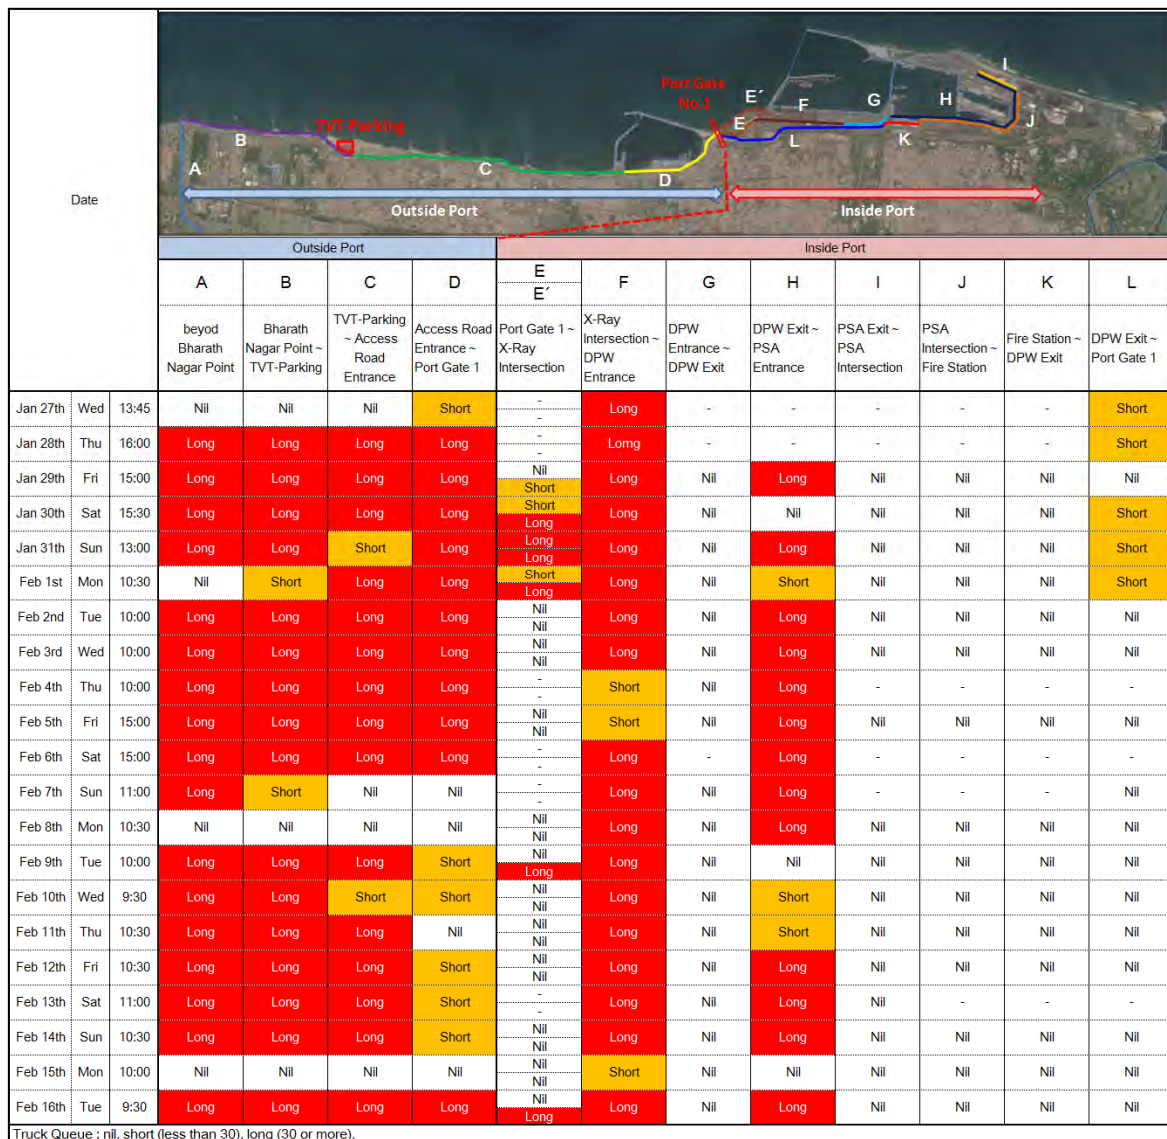 I
E´
Port Gate
No.1
F
G
H
E
J
TVT-Parking
B
K
L
A
C
D
Date
Outside Port
Inside Port
Outside Port
Inside Port
A B C D E F G H I J K L
E´
beyod Bharath Nagar Point
Bharath Nagar Point ~ TVT-Parking
TVT-Parking ~ Access Road Entrance
Access Road Entrance ~ Port Gate 1
Port Gate 1 ~ X-Ray Intersection
X-Ray Intersection ~ DPW Entrance
DPW Entrance ~ DPW Exit
DPW Exit ~ PSA Entrance
PSA Exit ~ PSA Intersection
PSA Intersection ~ Fire Station
Fire Station ~ DPW Exit
DPW Exit ~ Port Gate 1
Jan 27th Wed 13:45 Nil Nil Nil Short - - Long - - - - - Short
Jan 28th Thu 16:00 Long Long Long Long - - Lomg - - - - - Short
Jan 29th Fri 15:00 Long Long Long Long Nil Short Long Nil Long Nil Nil Nil Nil
Jan 30th Sat 15:30 Long Long Long Long Short Long Long Nil Nil Nil Nil Nil Short
Jan 31th Sun 13:00 Long Long Short Long Long Long Long Nil Long Nil Nil Nil Short
Feb 1st Mon 10:30 Nil Short Long Long Short Long Long Nil Short Nil Nil Nil Short
Feb 2nd Tue 10:00 Long Long Long Long Nil Nil Long Nil Long Nil Nil Nil Nil
Feb 3rd Wed 10:00 Long Long Long Long Nil Nil Long Nil Long Nil Nil Nil Nil
Feb 4th Thu 10:00 Long Long Long Long - - Short Nil Long - - - -
Feb 5th Fri 15:00 Long Long Long Long Nil Nil Short Nil Long Nil Nil Nil Nil
Feb 6th Sat 15:00 Long Long Long Long - - Long - Long - - - -
Feb 7th Sun 11:00 Long Short Nil Nil - - Long Nil Long - - - Nil
Feb 8th Mon 10:30 Nil Nil Nil Nil Nil Nil Long Nil Long Nil Nil Nil Nil
Feb 9th Tue 10:00 Long Long Long Short Nil Long Long Nil Nil Nil Nil Nil Nil
Feb 10th Wed 9:30 Long Long Short Short Nil Nil Long Nil Short Nil Nil Nil Nil
Feb 11th Thu 10:30 Long Long Long Nil Nil Nil Long Nil Short Nil Nil Nil Nil
Feb 12th Fri 10:30 Long Long Long Short Nil Nil Long Nil Long Nil Nil Nil Nil
Feb 13th Sat 11:00 Long Long Long Short - - Long Nil Long Nil - - -
Feb 14th Sun 10:30 Long Long Long Short Nil Nil Long Nil Long Nil Nil Nil Nil
Feb 15th Mon 10:00 Nil Nil Nil Nil Nil Nil Short Nil Nil Nil Nil Nil Nil
Feb 16th Tue 9:30 Long Long Long Long Nil Long Long Nil Long Nil Nil Nil Nil
Truck Queue : nil, short (less than 30), long (30 or more).